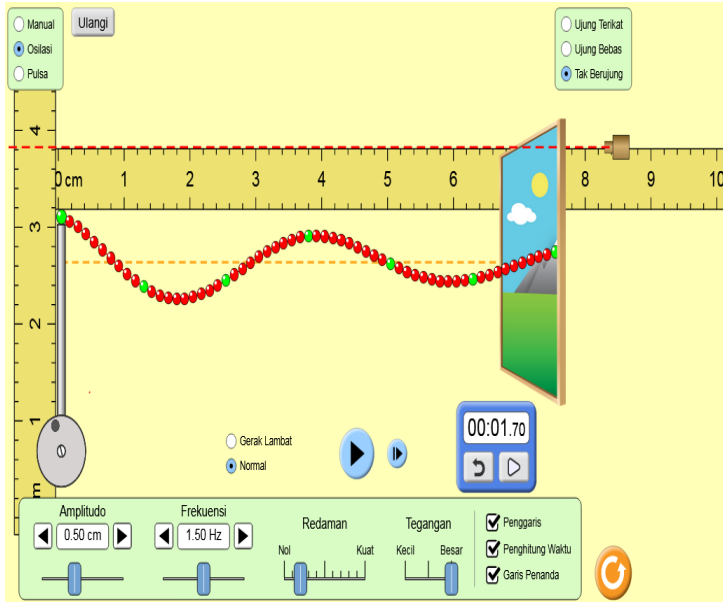 Manual
Osilasi
Pulsa
Ulangi
Ujung Terikat
Ujung Bebas
Tak Berujung
4
3
2
1
m
0 cm 1 2 3 4 5 6 8 9 10
00:01.70
Gerak Lambat
Normal
Amplitudo
0.50 cm
Frekuensi
1.50 Hz
Redaman
Nol Kuat
Tegangan
Kecil Besar
Penggaris
Penghitung Waktu
Garis Penanda